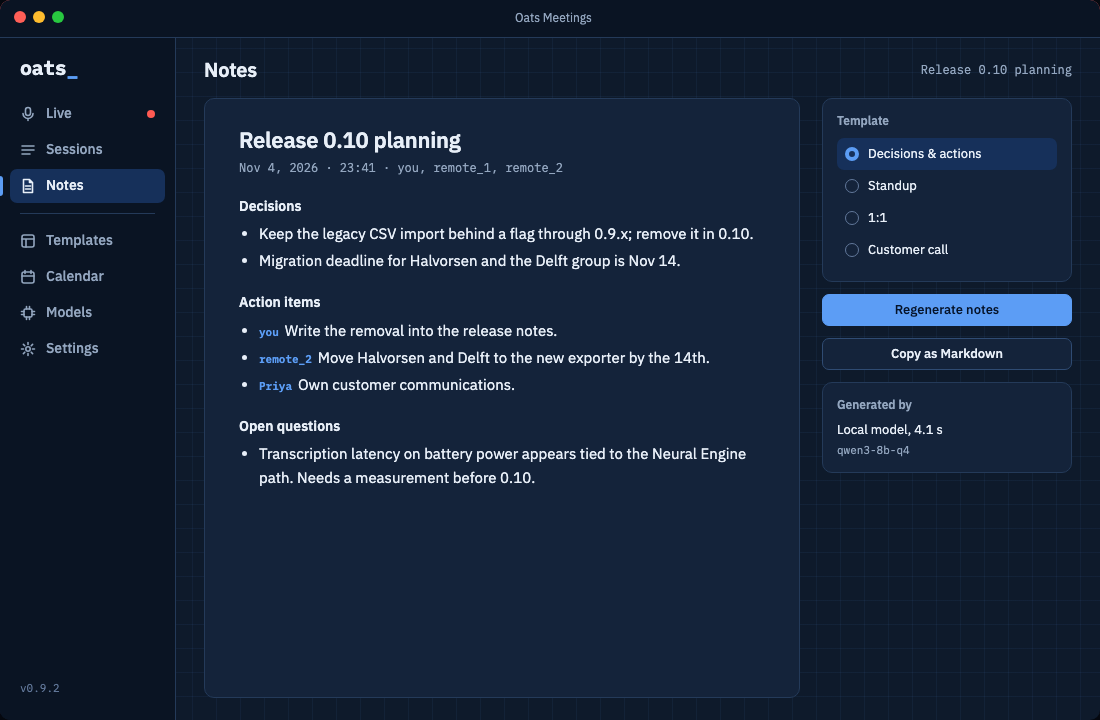 Oats Meetings
oats_
Live
Sessions
Notes
Templates
Calendar
Models
Settings
v0.9.2
Notes
Release 0.10 planning
Release 0.10 planning
Nov 4, 2026 · 23:41 · you, remote_1, remote_2
Decisions
• Keep the legacy CSV import behind a flag through 0.9.x; remove it in 0.10.
• Migration deadline for Halvorsen and the Delft group is Nov 14.
Action items
• you Write the removal into the release notes.
• remote_2 Move Halvorsen and Delft to the new exporter by the 14th.
• Priya Own customer communications.
Open questions
• Transcription latency on battery power appears tied to the Neural Engine
path. Needs a measurement before 0.10.
Template
Decisions & actions
Standup
1:1
Customer call
Regenerate notes
Copy as Markdown
Generated by
Local model, 4.1 s
qwen3-8b-q4